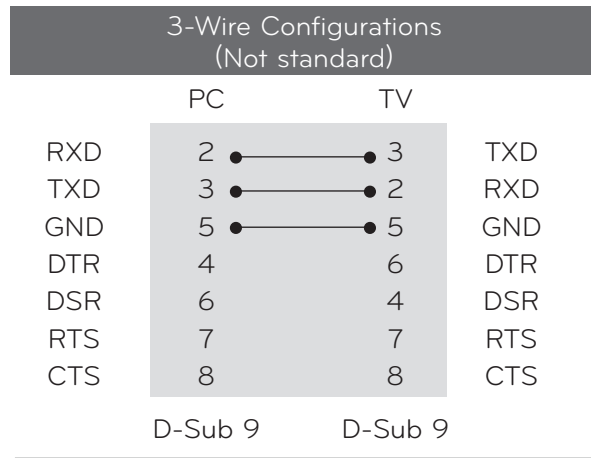 3-Wire Configurations
(Not standard)
PC TV
RXD 2 3 TXD
TXD 3 2 RXD
GND 5 5 GND
DTR 4 6 DTR
DSR 6 4 DSR
RTS 7 7 RTS
CTS 8 8 CTS
D-Sub 9 D-Sub 9